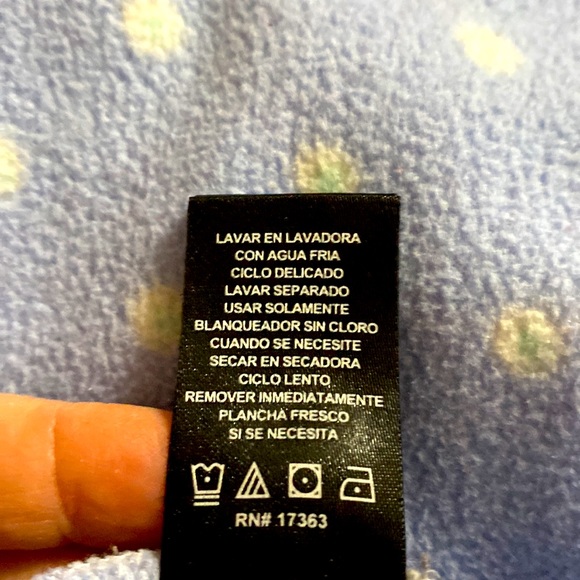 LAVAR EN LAVADORA
CON AGUA FRIA
CICLO DELICADO
LAVAR SEPARADO
USAR SOLAMENTE
BLANQUEADOR SIN CLORO
CUANDO SE NECESITE
SECAR EN SECADORA
CICLO LENTO
REMOVER INMEDIATAMENTE
PLANCHA FRESCO
SI SE NECESITA
RN# 17363